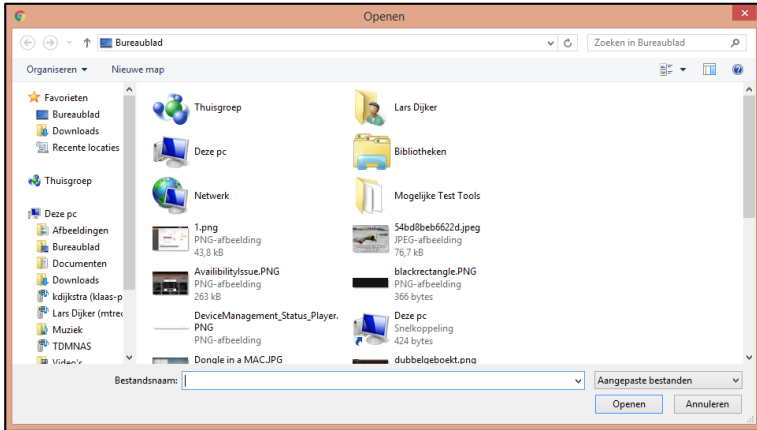 Openen
Bureaublad
Zoeken in Bureaublad
Organiseren
Nieuwe map
Favorieten
Bureaublad
Downloads
Recente locaties
Thuisgroep
Deze pc
Afbeeldingen
Bureaublad
Documenten
Downloads
kdijkstra (klaas-p
Lars Dijker (mtrec
Muziek
TDMNAS
Video's
Thuisgroep
Lars Dijker
Deze pc
Bibliotheken
Netwerk
Mogelijke Test Tools
1.png
PNG-afbeelding
43,8 kB
54bd8beb6622d.jpeg
JPEG-afbeelding
76,7 kB
AvailibilityIssue.PNG
PNG-afbeelding
263 kB
blackrectangle.PNG
PNG-afbeelding
366 bytes
DeviceManagement_Status_Player.
PNG
PNG-afbeelding
Deze pc
Snelkoppeling
424 bytes
Dongle in a MAC.JPG
dubbelgeboekt.png
Bestandsnaam:
Aangepaste bestanden
Openen
Annuleren